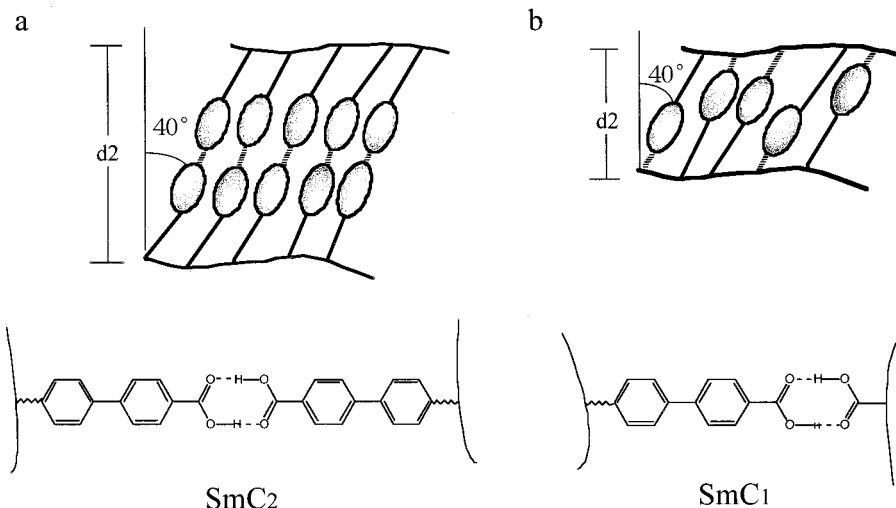 a
b
40°
d2
40°
d2
O--H-O
O-H--O
O--H-O
O-H--O
SmC2
SmC1